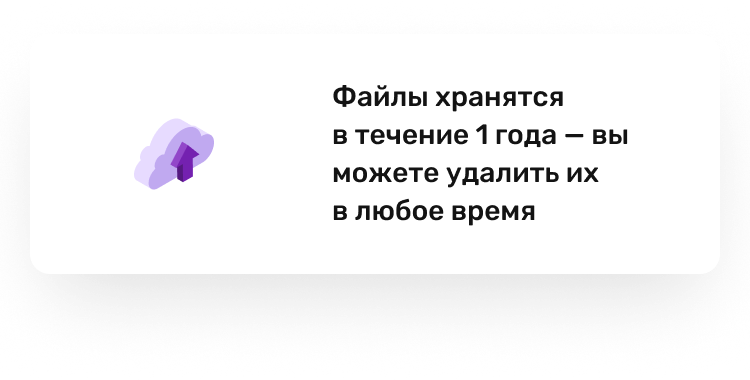 Файлы хранятся
в течение 1 года — вы
можете удалить их
в любое время